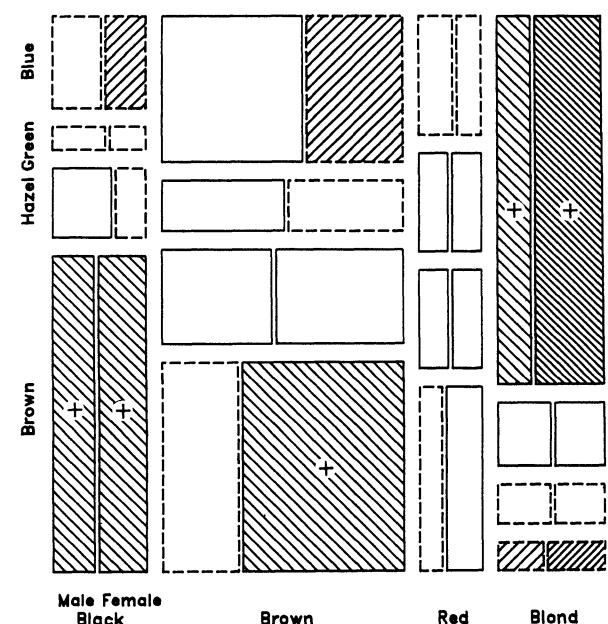 Blue
Hazel Green
Brown
+ +
+ +
+
Male Female
Black Brown Red Blond